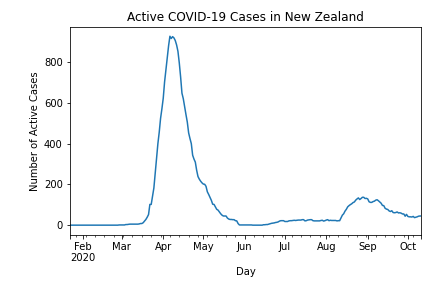 Active COVID-19 Cases in New Zealand
Number of Active Cases
800
600
400
200
0
Feb Mar Apr May Jun Jul Aug Sep Oct
2020
Day